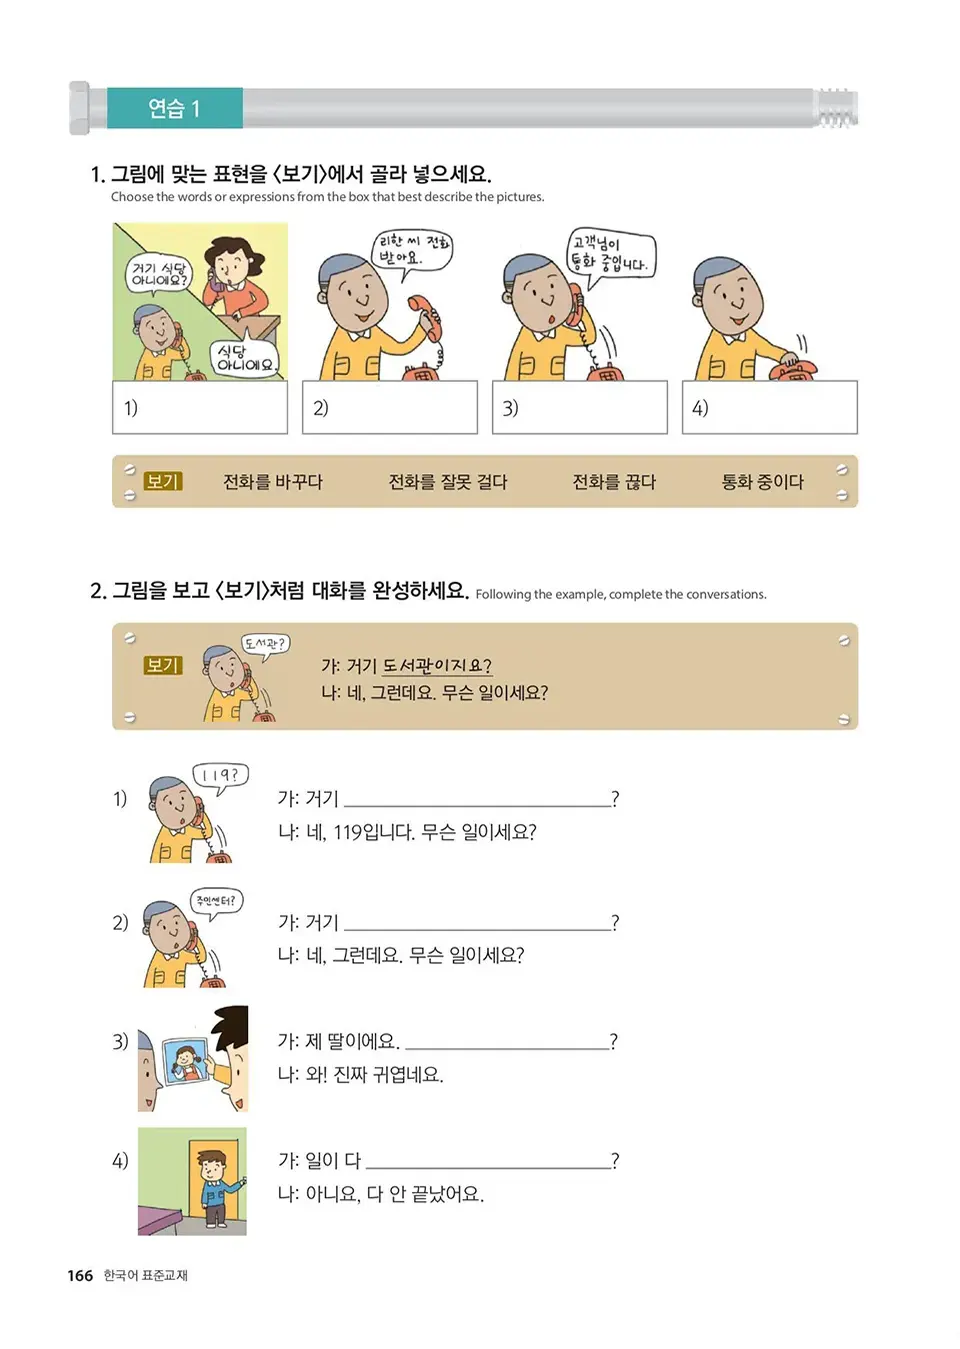 연습 1
1. 그림에 맞는 표현을 <보기>에서 골라 넣으세요.
Choose the words or expressions from the box that best describe the pictures.
거기 식당
아니에요?
식당
아니에요.
리한 씨 전화
받아요.
고객님이
통화 중입니다.
1)
2)
3)
4)
보기 전화를 바꾸다 전화를 잘못 걸다 전화를 끊다 통화 중이다
2. 그림을 보고 <보기>처럼 대화를 완성하세요. Following the example, complete the conversations.
보기
도서관?
가: 거기 도서관이지요?
나: 네, 그런데요. 무슨 일이세요?
1)
119?
가: 거기 ______________________________?
나: 네, 119입니다. 무슨 일이세요?
2)
주민센터?
가: 거기 ______________________________?
나: 네, 그런데요. 무슨 일이세요?
3)
가: 제 딸이에요. ______________________?
나: 와! 진짜 귀엽네요.
4)
가: 일이 다 ___________________________?
나: 아니요, 다 안 끝났어요.
166 한국어 표준교재